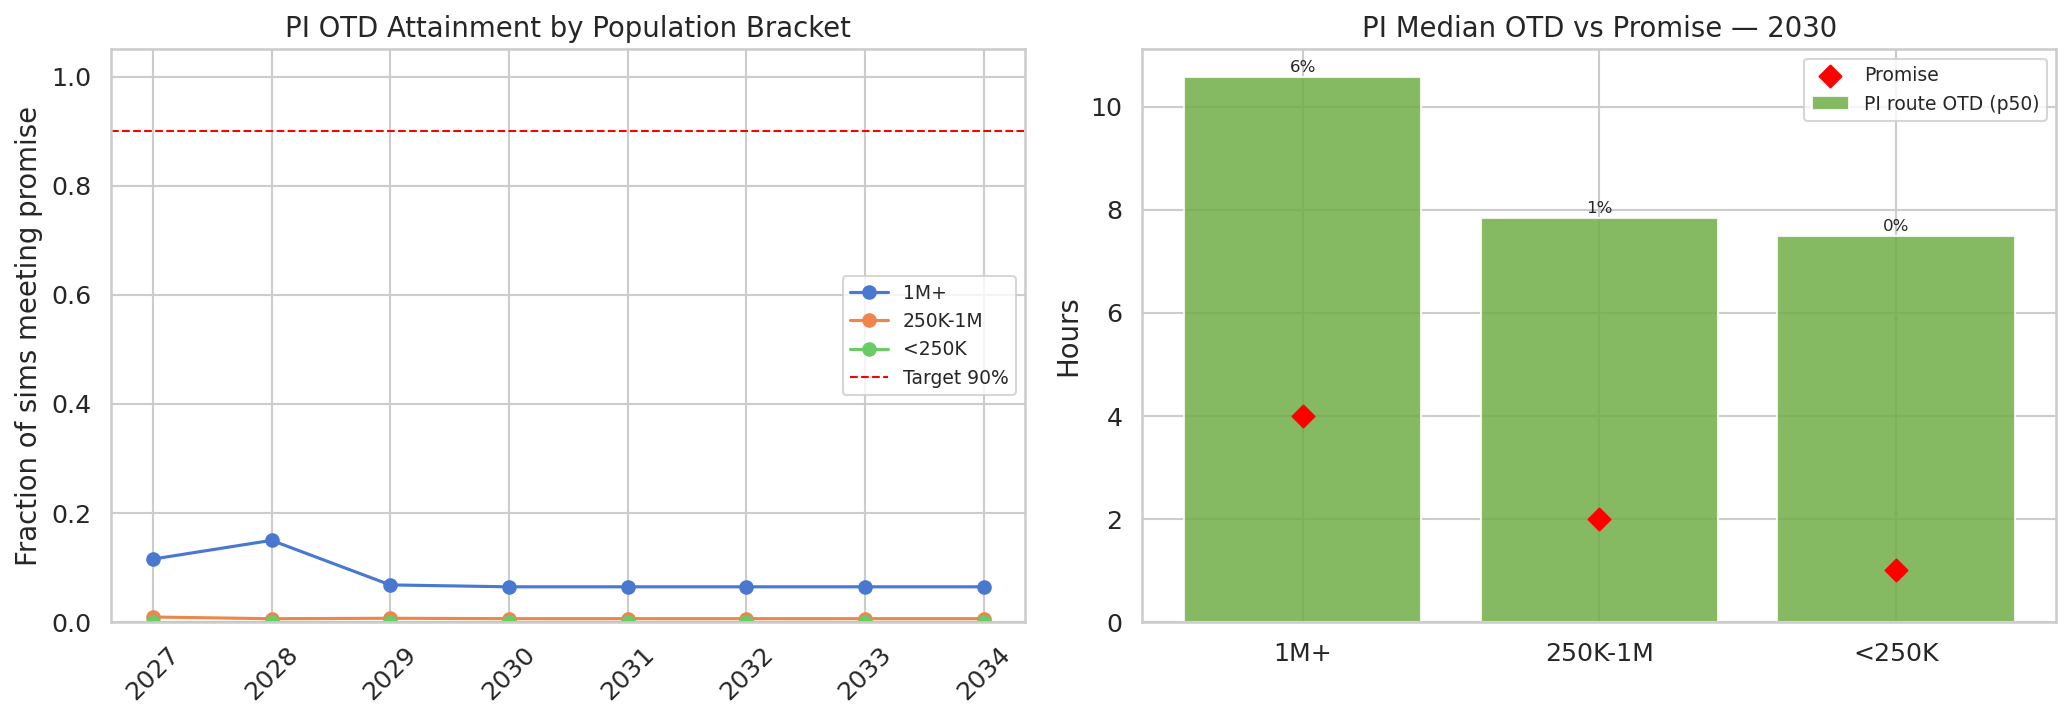 PI OTD Attainment by Population Bracket
Fraction of sims meeting promise
1.0
0.8
0.6
0.4
0.2
0.0
1M+
250K-1M
<250K
Target 90%
2027
2028
2029
2030
2031
2032
2033
2034
PI Median OTD vs Promise — 2030
Hours
10
8
6
4
2
0
6%
1%
0%
Promise
PI route OTD (p50)
1M+
250K-1M
<250K